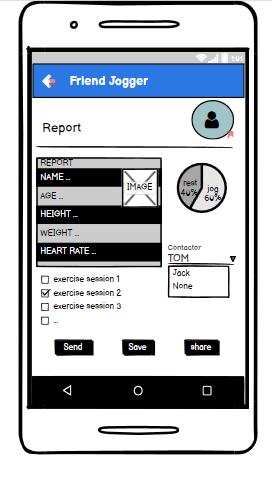 Friend Jogger
Report
REPORT
NAME ...
IMAGE
AGE ...
HEIGHT ...
WEIGHT ...
HEART RATE ...
rest
40%
jog
60%
Contactor
TOM
Jack
None
exercise session 1
exercise session 2
exercise session 3
...
Send
Save
share